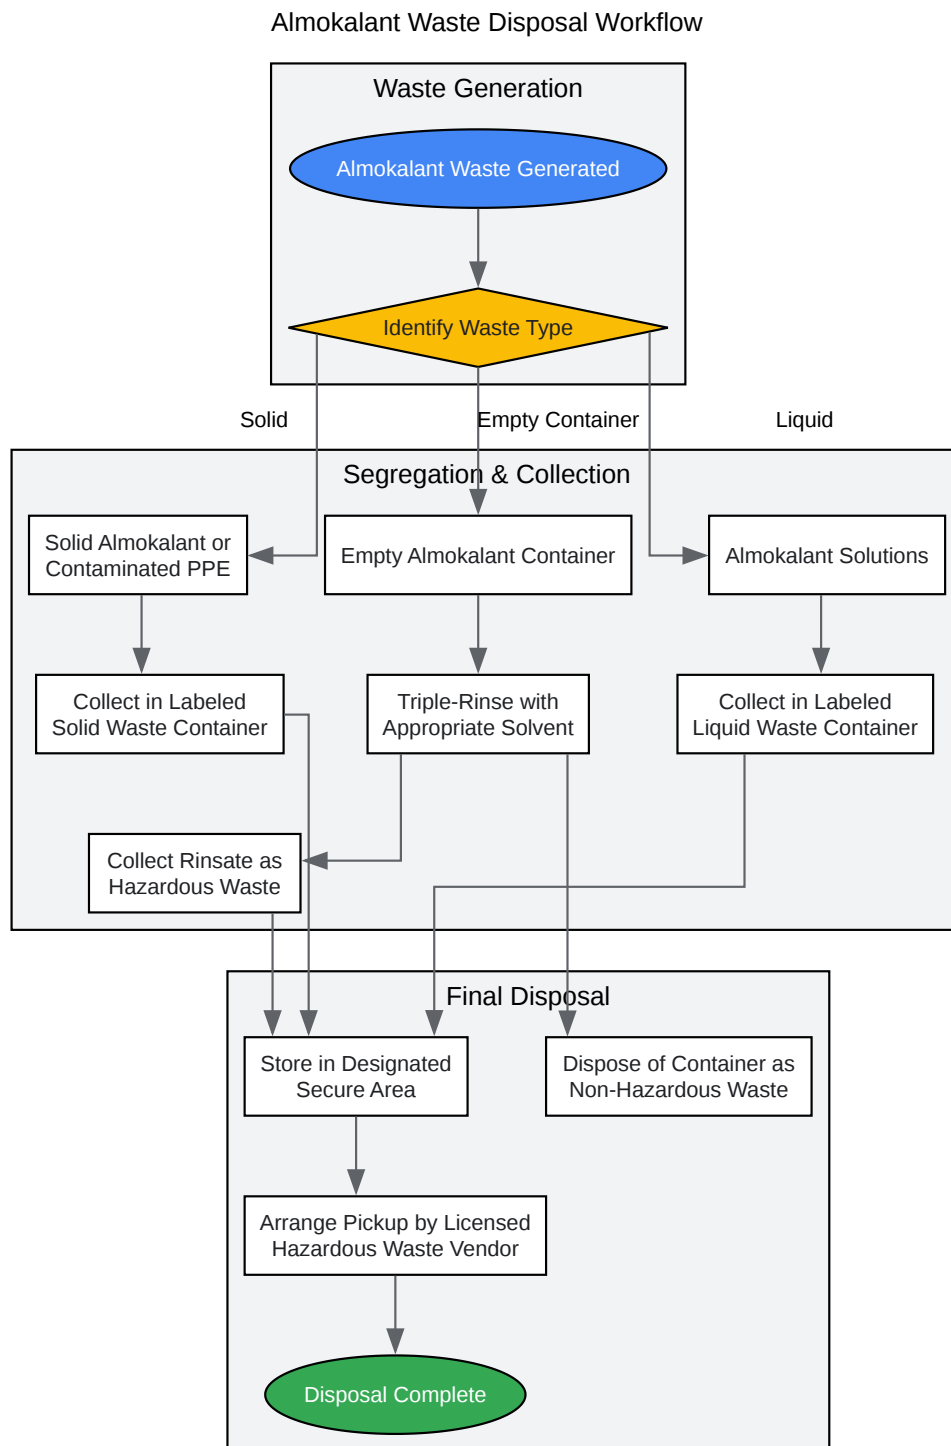 Almokalant Waste Disposal Workflow
Waste Generation
Almokalant Waste Generated
Identify Waste Type
Solid
Empty Container
Liquid
Segregation & Collection
Solid Almokalant or
Contaminated PPE
Empty Almokalant Container
Almokalant Solutions
Collect in Labeled
Solid Waste Container
Triple-Rinse with
Appropriate Solvent
Collect in Labeled
Liquid Waste Container
Collect Rinsate as
Hazardous Waste
Final Disposal
Store in Designated
Secure Area
Dispose of Container as
Non-Hazardous Waste
Arrange Pickup by Licensed
Hazardous Waste Vendor
Disposal Complete